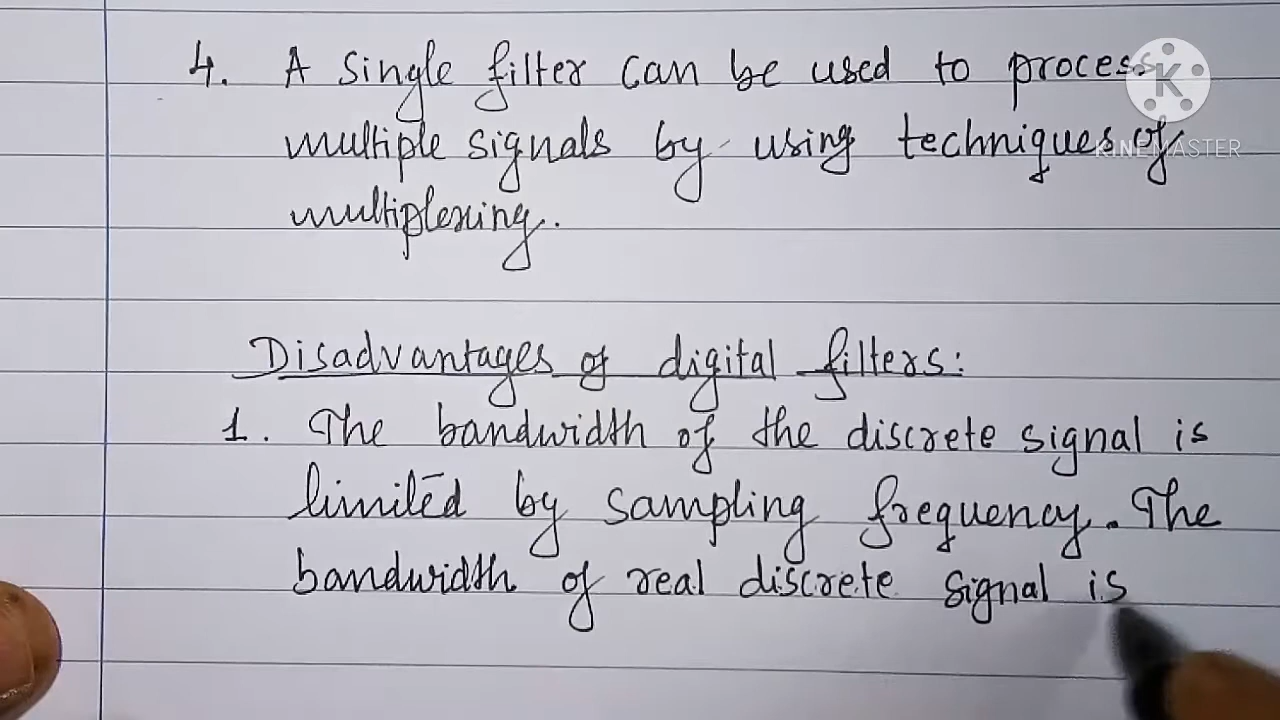 4. A single filter can be used to process
multiple signals by using techniques of
multiplexing.
Disadvantages of digital filters:
1. The bandwidth of the discrete signal is
limited by sampling frequency. The
bandwidth of real discrete signal is
K
KINEMASTER